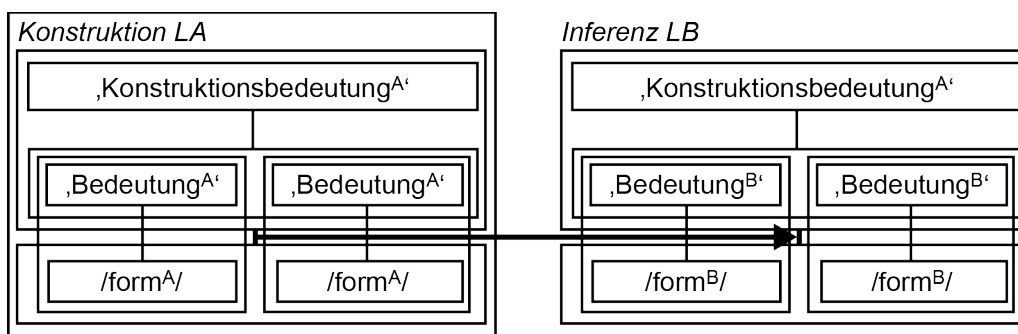 Konstruktion LA
‚Konstruktionsbedeutungᴬ‘
‚Bedeutungᴬ‘ ‚Bedeutungᴬ‘
/formᴬ/ /formᴬ/
Inferenz LB
‚Konstruktionsbedeutungᴬ‘
‚Bedeutungᴮ‘ ‚Bedeutungᴮ‘
/formᴮ/ /formᴮ/